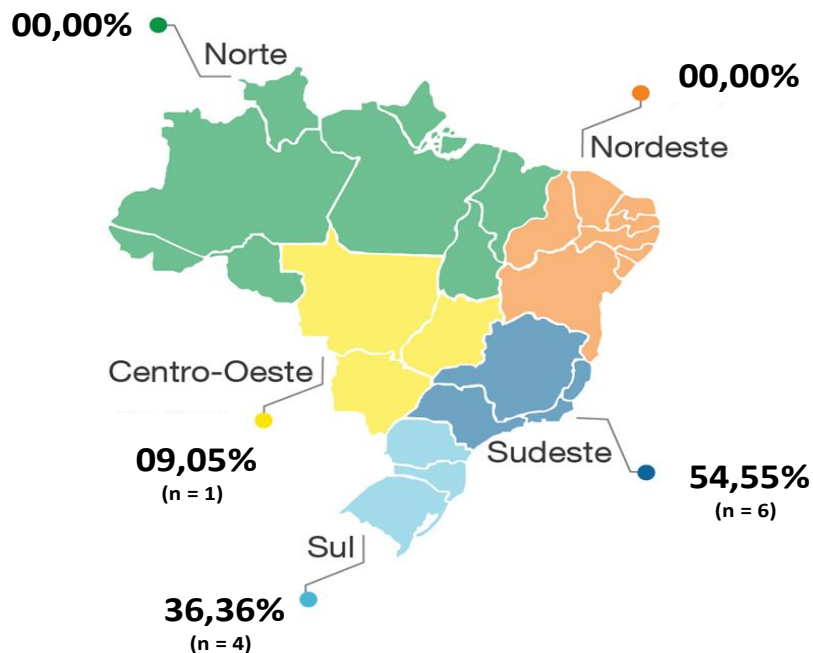 00,00%
Norte
00,00%
Nordeste
Centro-Oeste
09,05%
(n = 1)
Sudeste
54,55%
(n = 6)
Sul
36,36%
(n = 4)